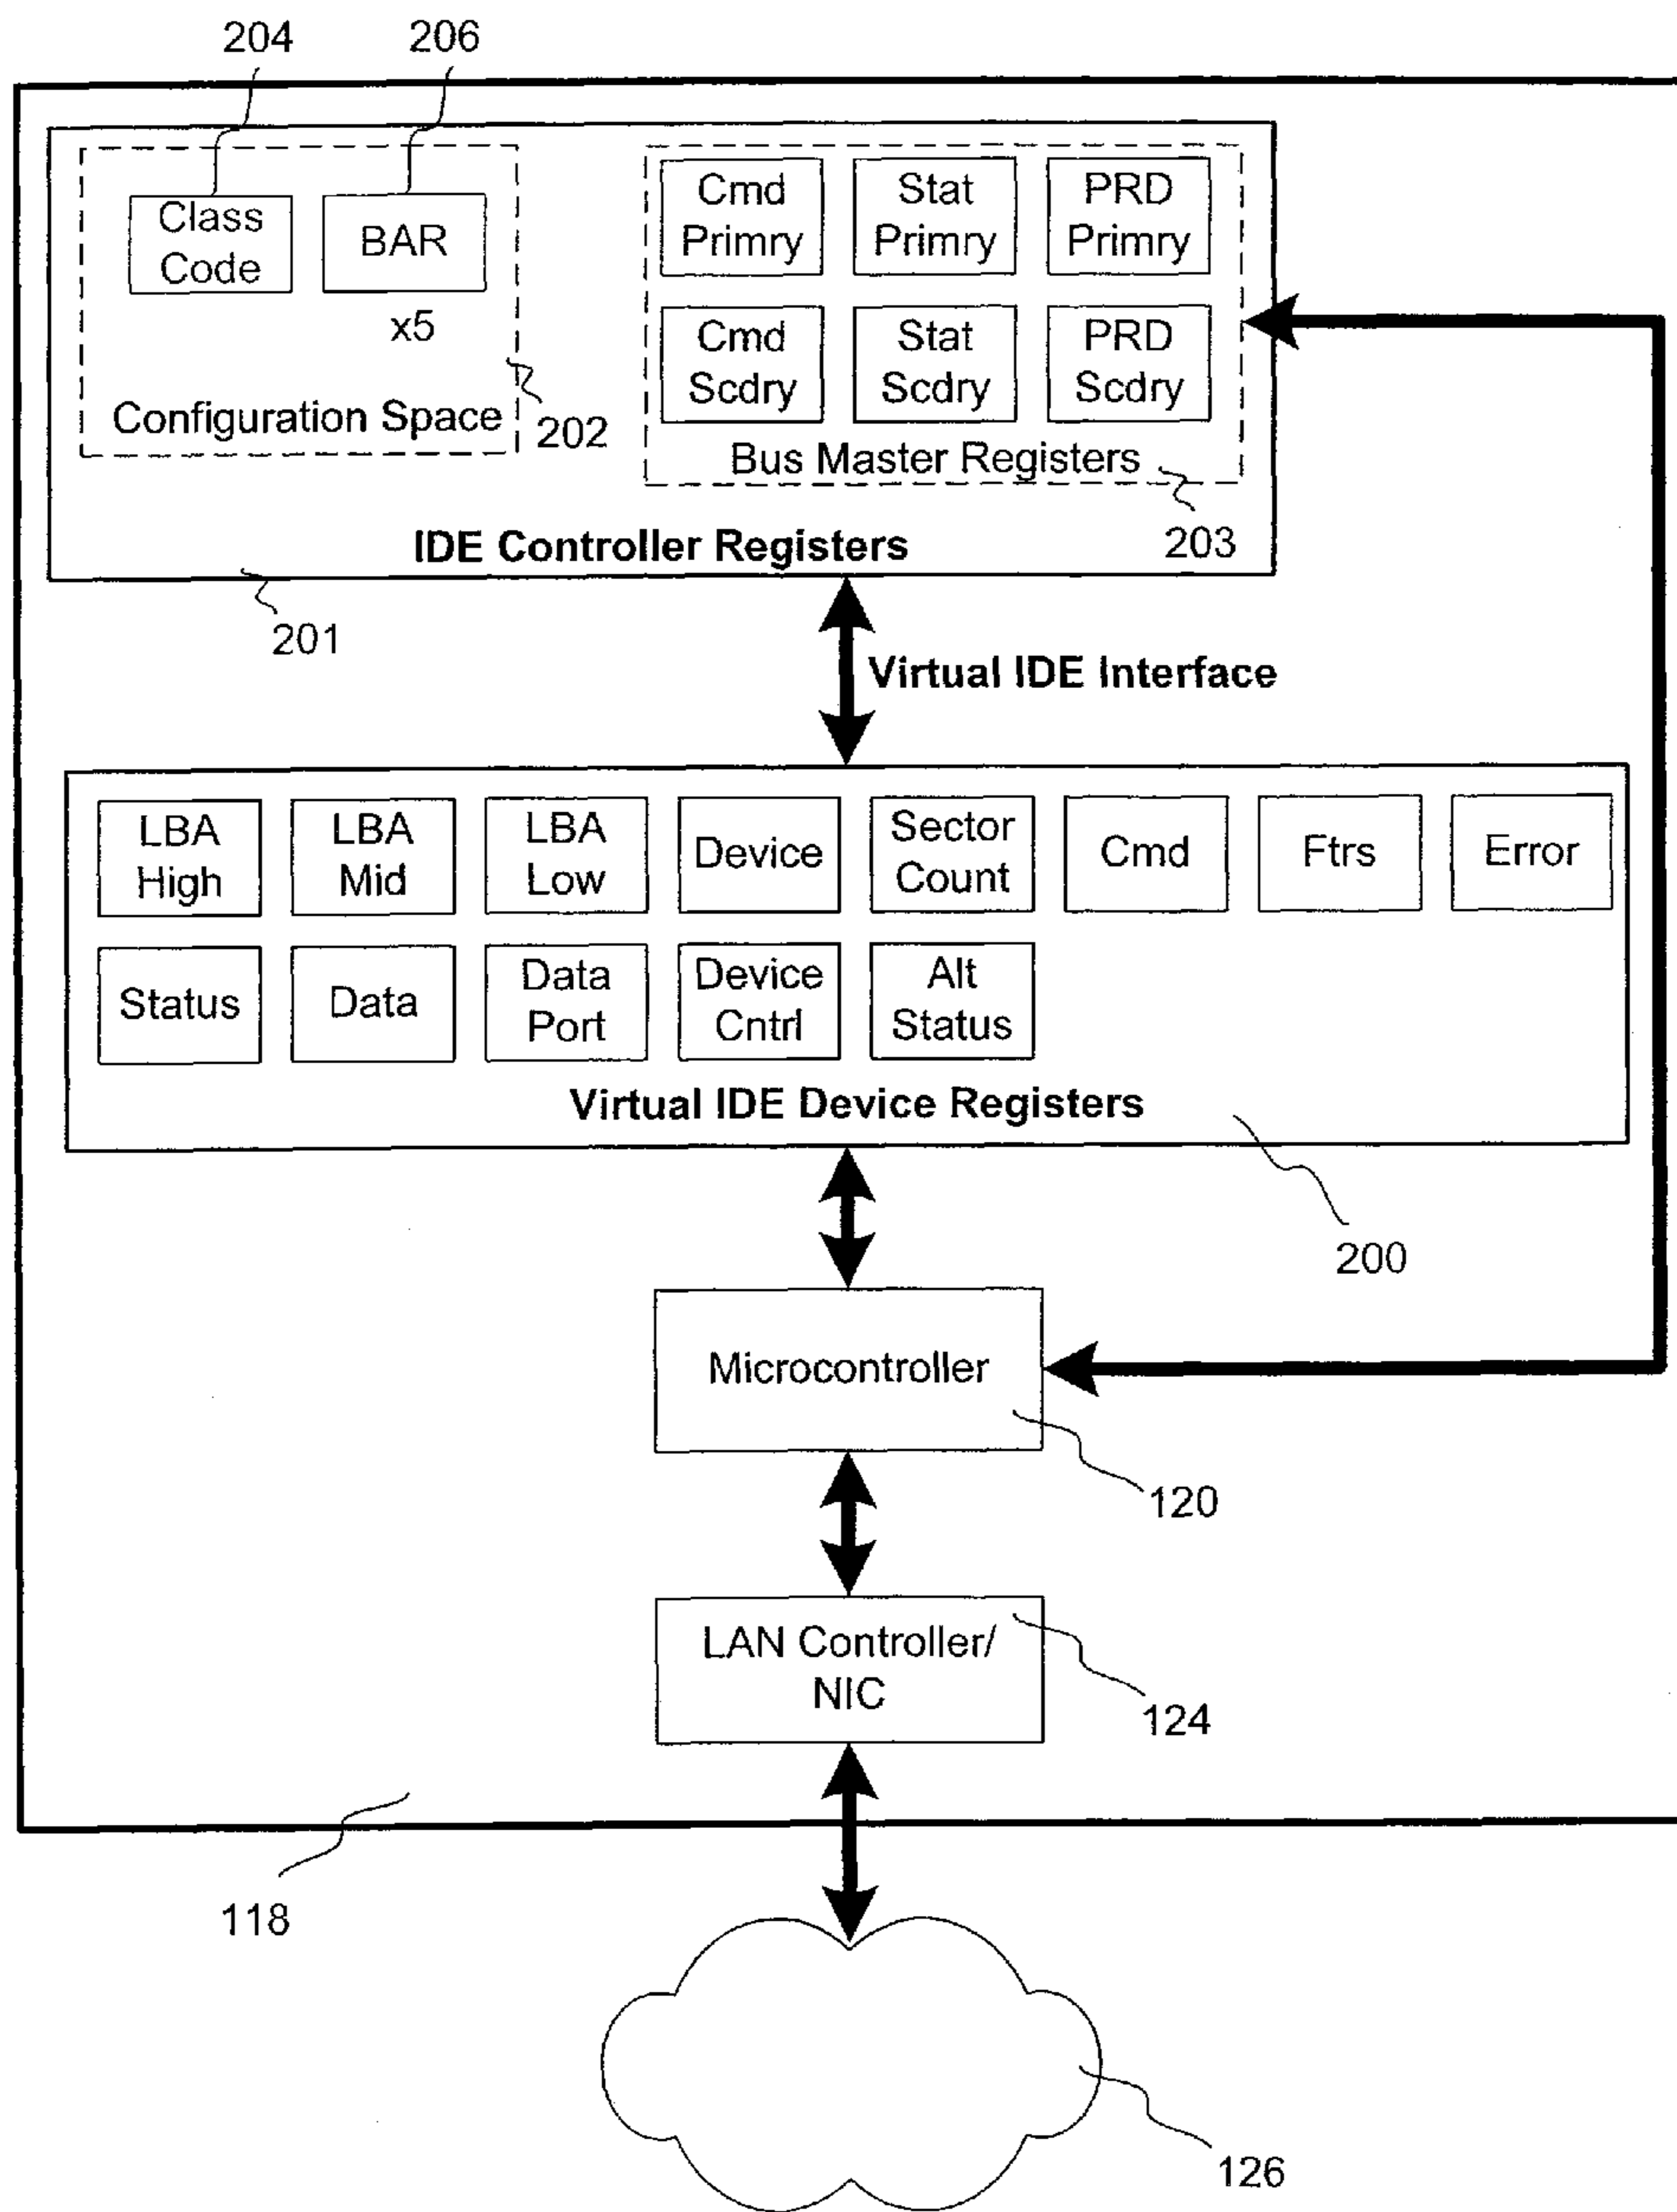 204
206
Class
Code
BAR
x5
Configuration Space
202
Cmd
Primry
Stat
Primry
PRD
Primry
Cmd
Scdry
Stat
Scdry
PRD
Scdry
Bus Master Registers
203
IDE Controller Registers
201
Virtual IDE Interface
LBA
High
LBA
Mid
LBA
Low
Device
Sector
Count
Cmd
Ftrs
Error
Status
Data
Data
Port
Device
Cntrl
Alt
Status
Virtual IDE Device Registers
200
Microcontroller
120
LAN Controller/
NIC
124
118
126